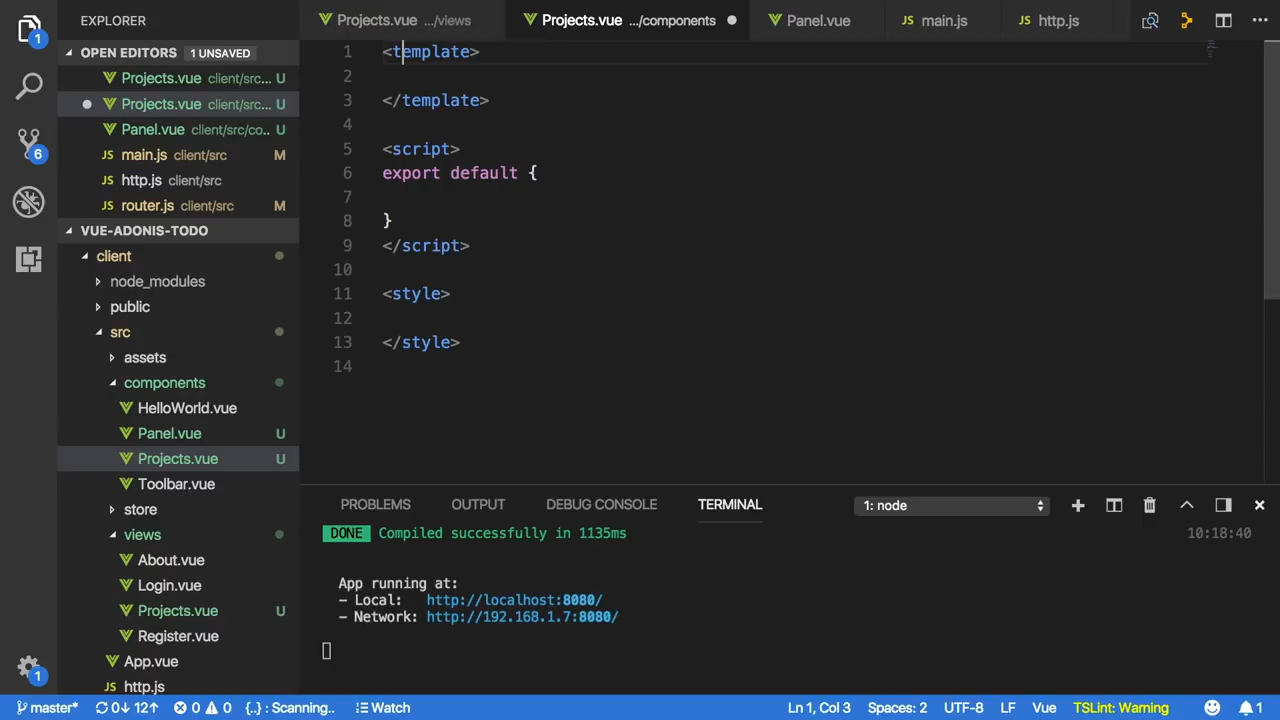 EXPLORER
OPEN EDITORS 1 UNSAVED
Projects.vue client/src... U
Projects.vue client/src... U
Panel.vue client/src/co.. U
JS main.js client/src M
JS http.js client/src
JS router.js client/src M
VUE-ADONIS-TODO
client
node_modules
public
src
assets
components
HelloWorld.vue
Panel.vue U
Projects.vue U
Toolbar.vue
store
views
About.vue
Login.vue
Projects.vue U
Register.vue
App.vue
JS http.js
1
6
1
Projects.vue .../views
Projects.vue .../components
Panel.vue
JS main.js
JS http.js
1 <template>
2
3 </template>
4
5 <script>
6 export default {
7
8 }
9 </script>
10
11 <style>
12
13 </style>
14
PROBLEMS OUTPUT DEBUG CONSOLE TERMINAL 1: node
DONE Compiled successfully in 1135ms 10:18:40
App running at:
- Local: http://localhost:8080/
- Network: http://192.168.1.7:8080/
master* 0↓ 12↑ 0 0 {..} : Scanning.. Watch Ln 1, Col 3 Spaces: 2 UTF-8 LF Vue TSLint: Warning 1